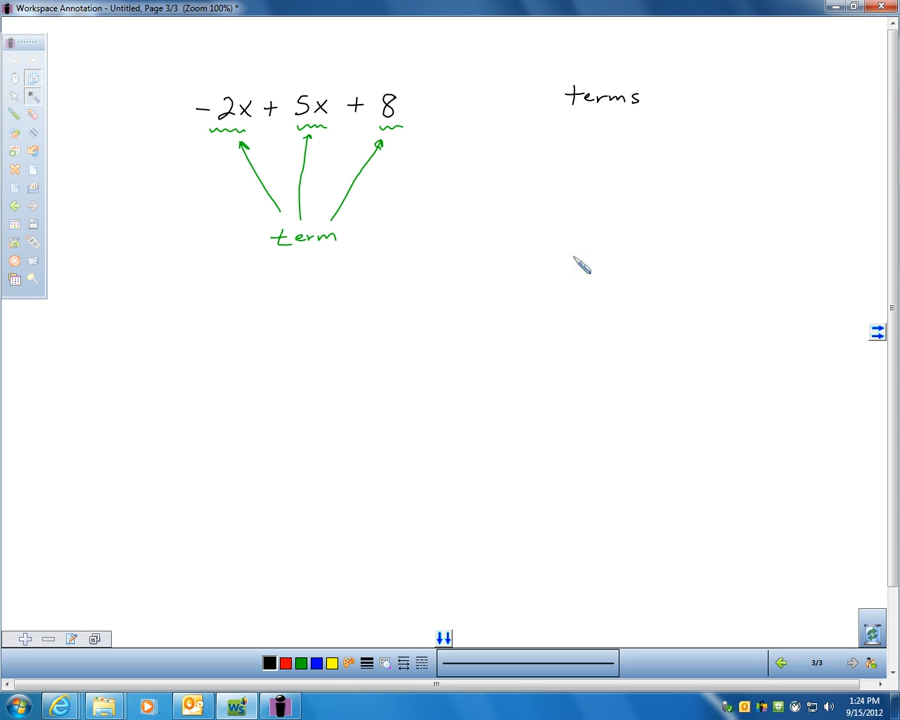 Workspace Annotation - Untitled, Page 3/3 (Zoom 100%) *
-2x + 5x + 8
terms
term
3/3
1:24 PM
9/15/2012